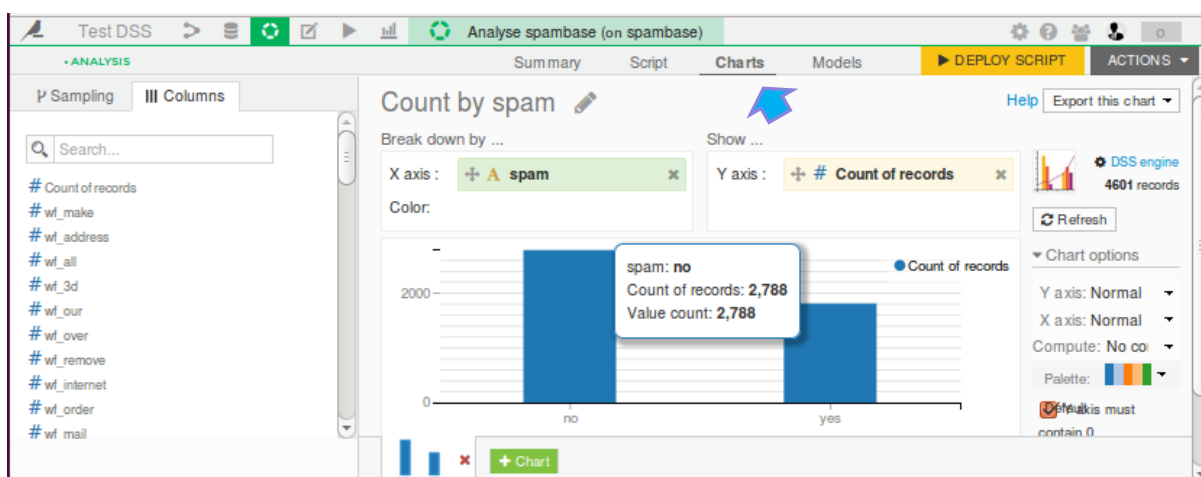 Test DSS
Analyse spambase (on spambase)
• ANALYSIS
Summary
Script
Charts
Models
DEPLOY SCRIPT
ACTIONS
Sampling
Columns
Search...
# Count of records
# wf_make
# wf_address
# wf_all
# wf_3d
# wf_our
# wf_over
# wf_remove
# wf_internet
# wf_order
# wf_mail
Count by spam
Help
Export this chart
Break down by ...
Show ...
X axis : A spam
Y axis : # Count of records
Color:
DSS engine
4601 records
Refresh
Chart options
Y axis: Normal
X axis: Normal
Compute: No co
Palette:
axis must
contain 0
2000
0
no
yes
Count of records
spam: no
Count of records: 2,788
Value count: 2,788
+ Chart